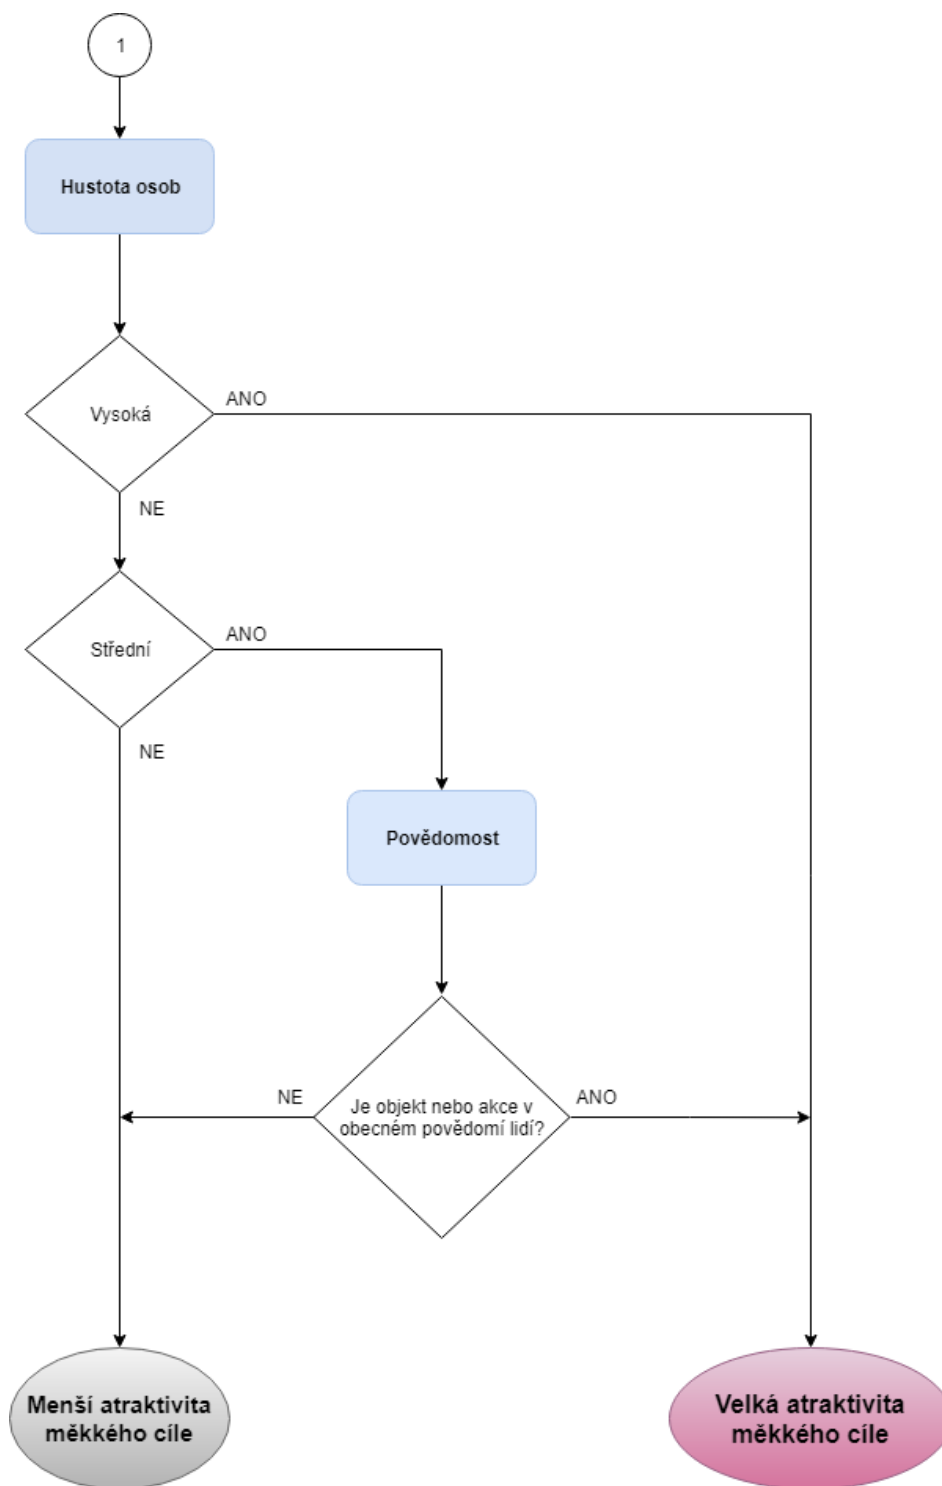 1
Hustota osob
Vysoká
ANO
NE
Střední
ANO
NE
Povědomost
NE
Je objekt nebo akce v
obecném povědomí lidí?
ANO
Menší atraktivita
měkkého cíle
Velká atraktivita
měkkého cíle